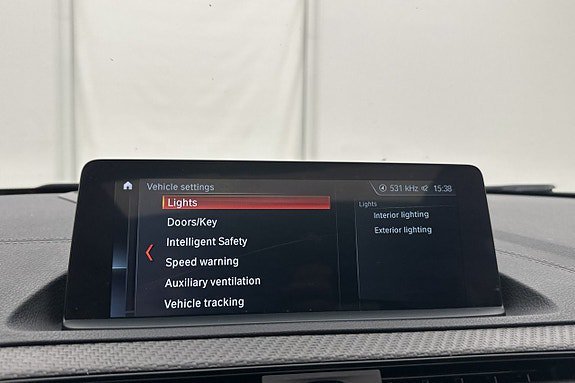 Vehicle settings
531 kHz 15:38
Lights
Doors/Key
Intelligent Safety
Speed warning
Auxiliary ventilation
Vehicle tracking
Lights
Interior lighting
Exterior lighting